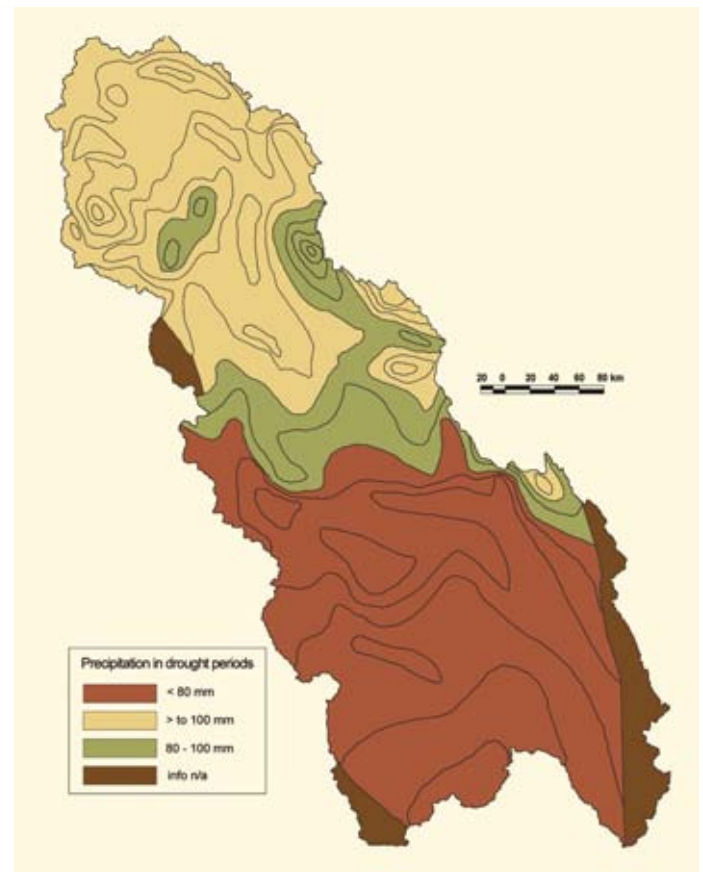 20 0 20 40 60 80 km
Precipitation in drought periods
< 80 mm
> to 100 mm
80 - 100 mm
info n/a